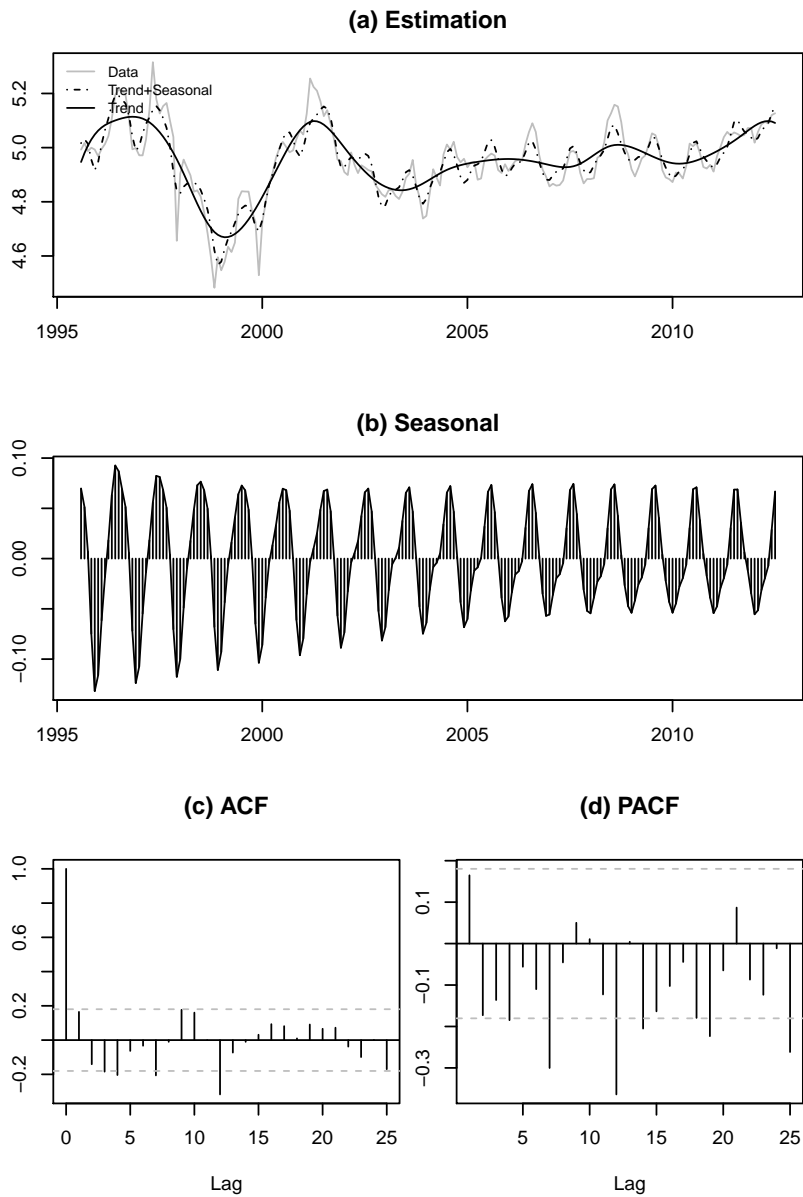 (a) Estimation
Data
Trend+Seasonal
Trend
5.2
5.0
4.8
4.6
1995 2000 2005 2010
(b) Seasonal
0.10
0.00
−0.10
1995 2000 2005 2010
(c) ACF
1.0
0.6
0.2
−0.2
0 5 10 15 20 25
Lag
(d) PACF
0.1
−0.1
−0.3
5 10 15 20 25
Lag